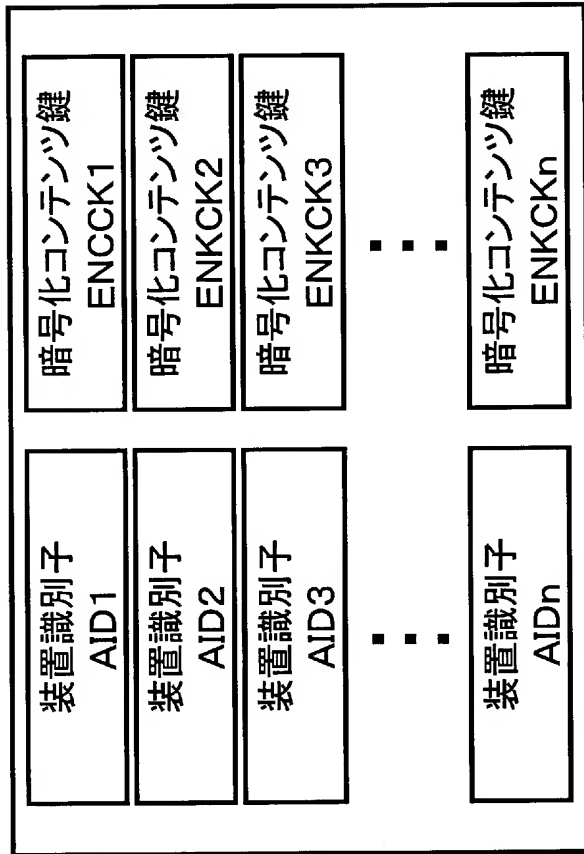 装置識別子
AID1
暗号化コンテンツ鍵
ENCCK1
装置識別子
AID2
暗号化コンテンツ鍵
ENKCK2
装置識別子
AID3
暗号化コンテンツ鍵
ENKCK3
装置識別子
AIDn
暗号化コンテンツ鍵
ENKCKn